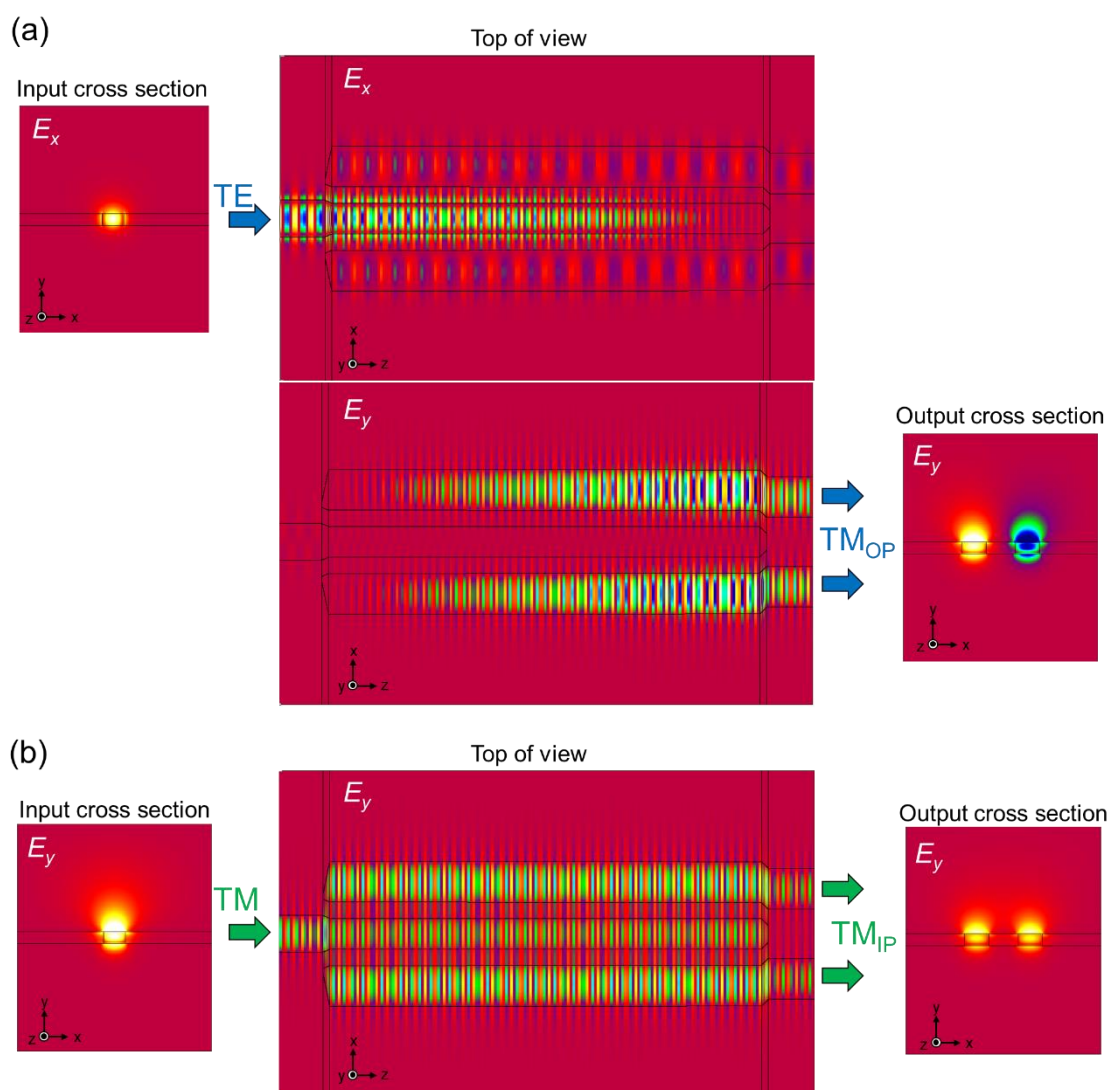 (a)
Top of view
Input cross section
Ex
Ex
TE
y
z x
x
y z
Ey
Output cross section
Ey
TMOP
y
z x
x
y z
(b)
Top of view
Input cross section
Ey
Ey
Output cross section
Ey
TM
TMIP
y
z x
x
y z
y
z x